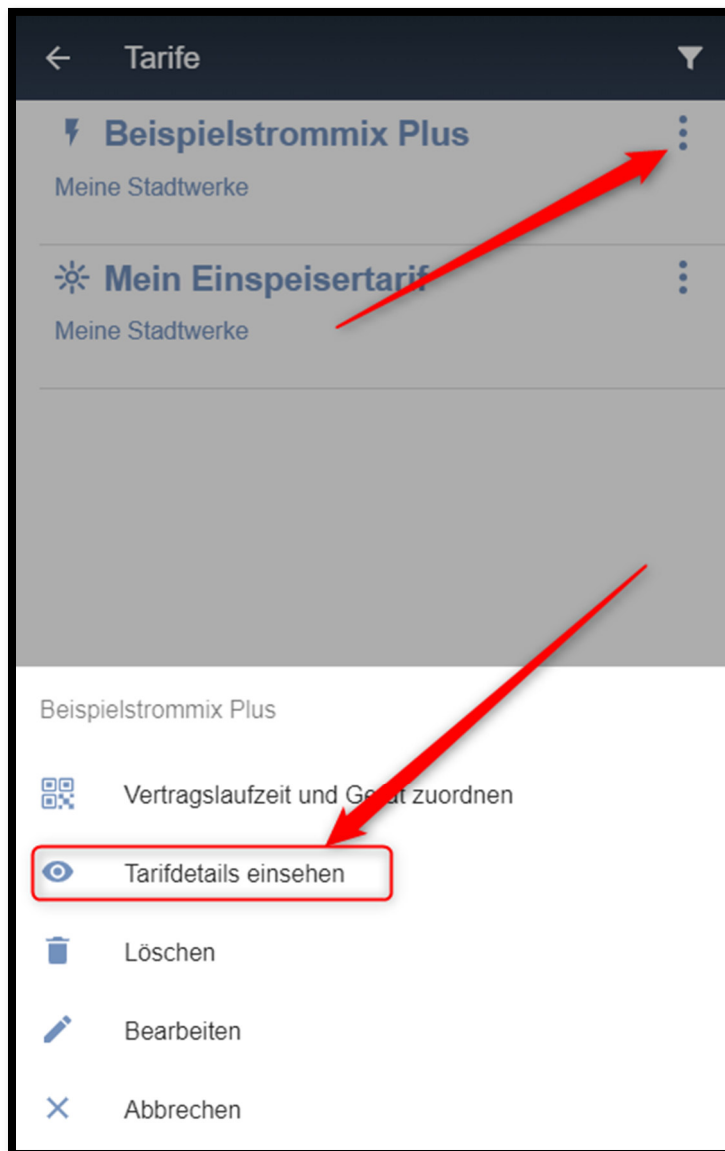 Tarife
Beispielstrommix Plus
Meine Stadtwerke
Mein Einspeisertarif
Meine Stadtwerke
Beispielstrommix Plus
Vertragslaufzeit und Gerät zuordnen
Tarifdetails einsehen
Löschen
Bearbeiten
Abbrechen